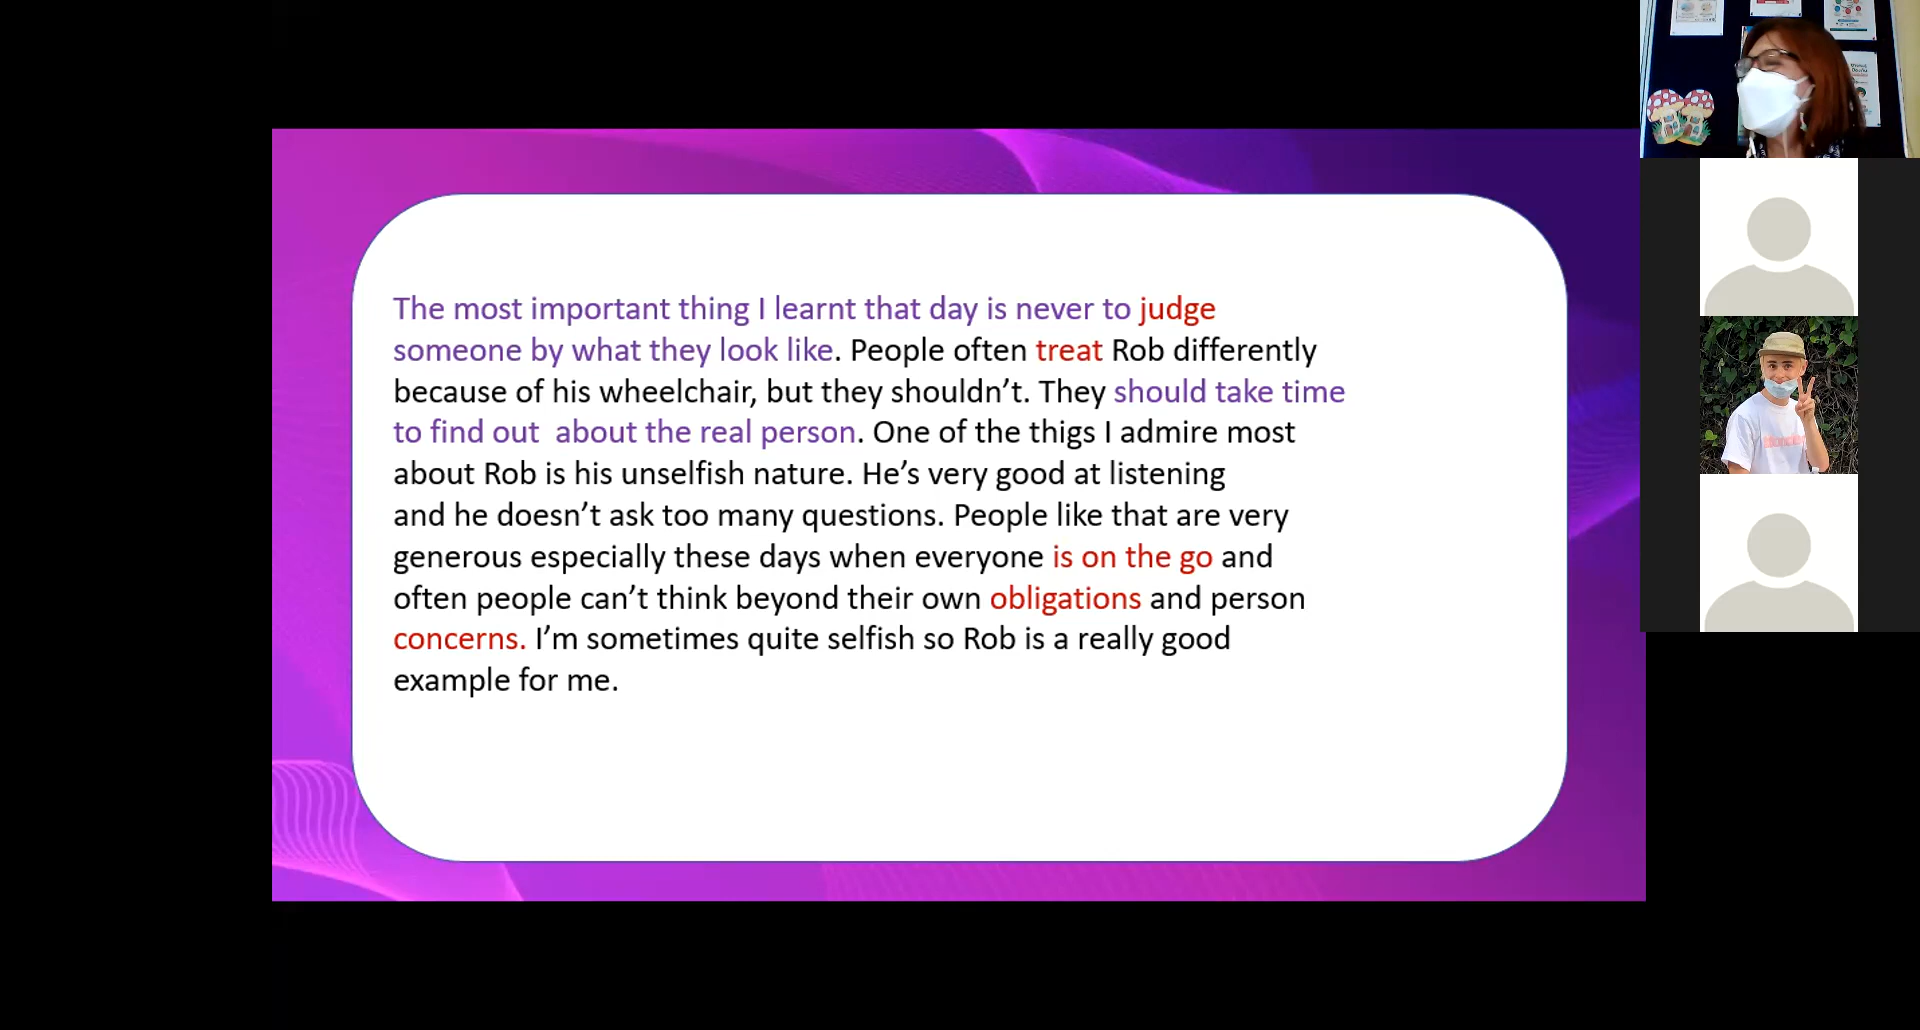 The most important thing I learnt that day is never to judge
someone by what they look like. People often treat Rob differently
because of his wheelchair, but they shouldn’t. They should take time
to find out  about the real person. One of the thigs I admire most
about Rob is his unselfish nature. He’s very good at listening
and he doesn’t ask too many questions. People like that are very
generous especially these days when everyone is on the go and
often people can’t think beyond their own obligations and person
concerns. I’m sometimes quite selfish so Rob is a really good
example for me.